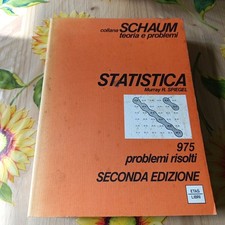 collana SCHAUM
teoria e problemi
STATISTICA
Murray R. SPIEGEL
975
problemi risolti
SECONDA EDIZIONE
ETAS
LIBRI